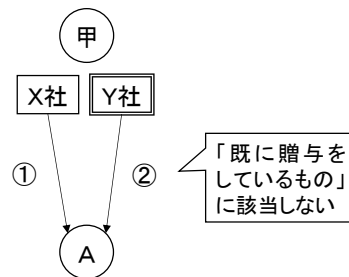 甲
X社 Y社
① ②
「既に贈与を
しているもの」
に該当しない
A